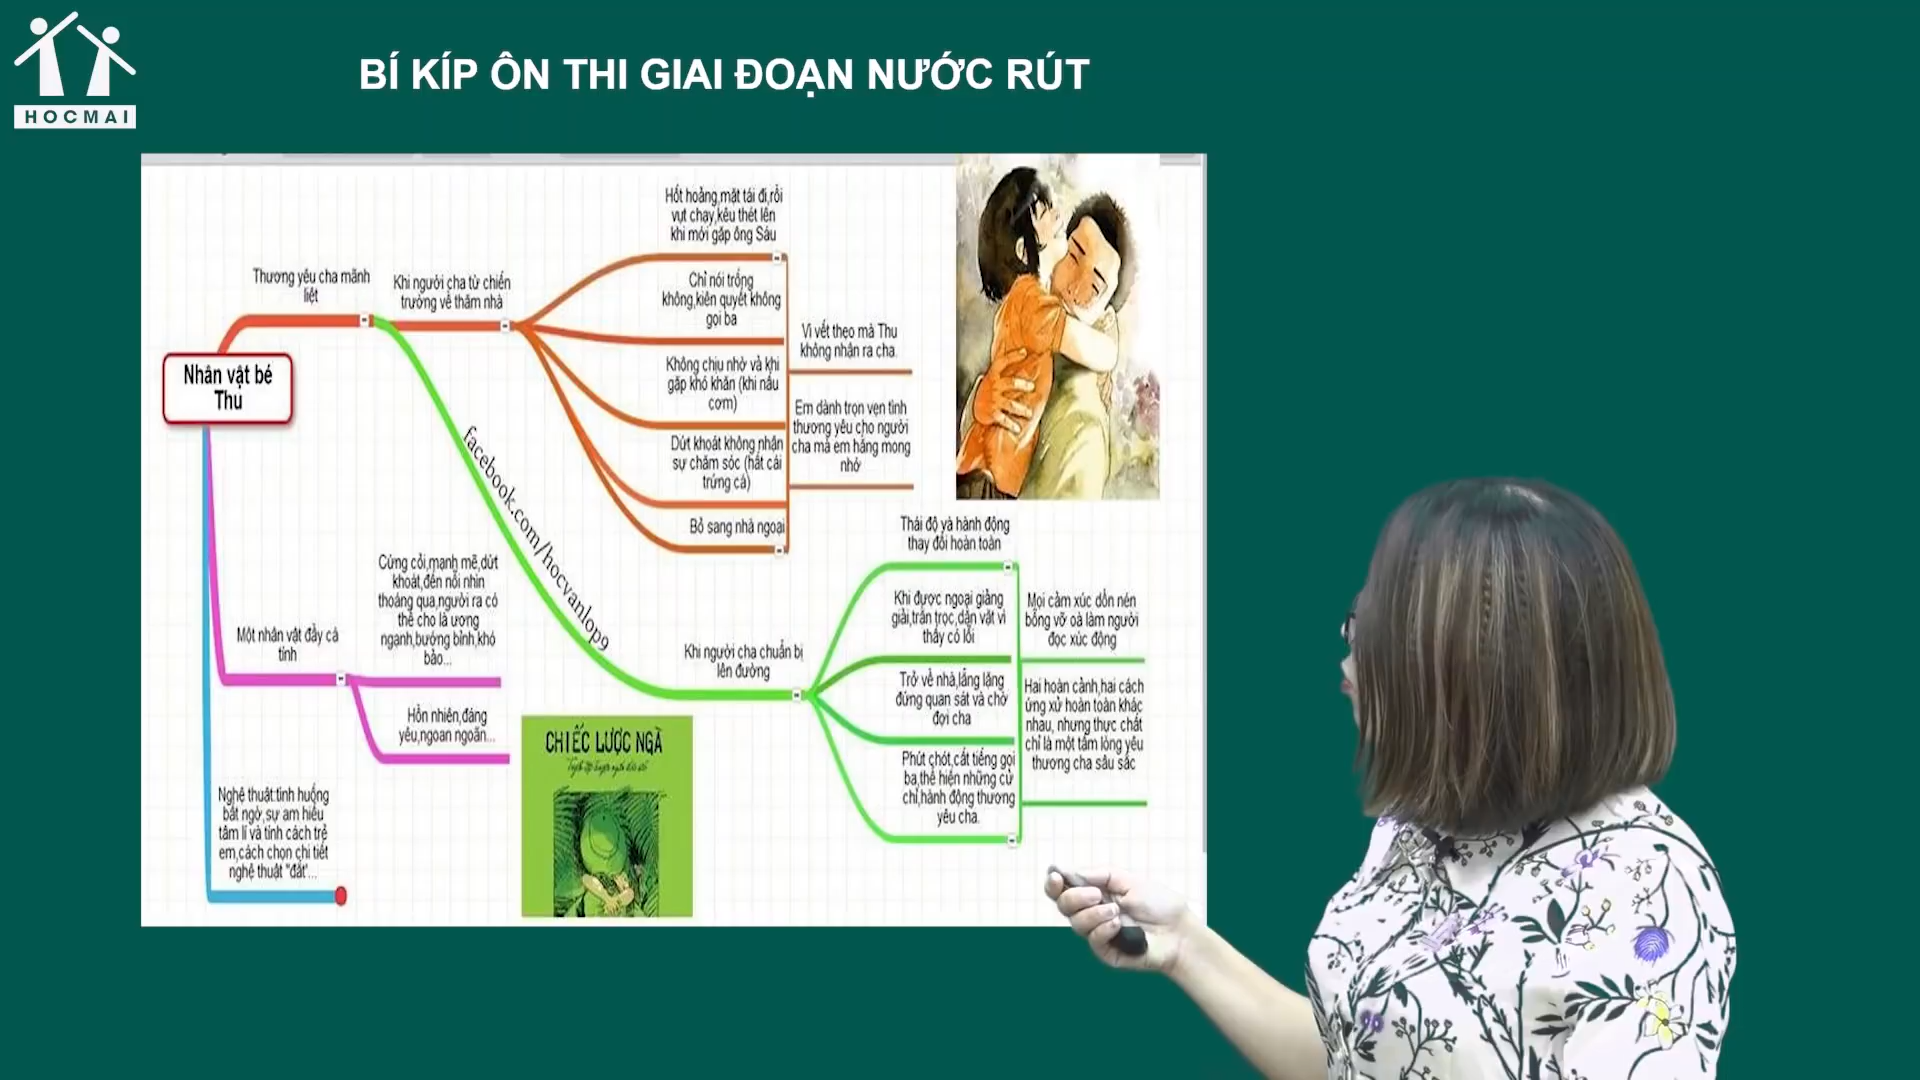 HOCMAI
BÍ KÍP ÔN THI GIAI ĐOẠN NƯỚC RÚT
Nhân vật bé
Thu
Thương yêu cha mãnh
liệt
Khi người cha từ chiến
trường về thăm nhà
Hốt hoảng,mặt tái đi,rồi
vụt chạy,kêu thét lên
khi mới gặp ông Sáu
Chỉ nói trổng
không,kiên quyết không
gọi ba
Không chịu nhờ vả khi
gặp khó khăn (khi nấu
cơm)
Dứt khoát không nhận
sự chăm sóc (hất cái
trứng cá)
Bỏ sang nhà ngoại
Vì vết theo mà Thu
không nhận ra cha.
Em dành trọn vẹn tình
thương yêu cho người
cha mà em hằng mong
nhớ
facebook.com/hocvanlop9
Khi người cha chuẩn bị
lên đường
Thái độ và hành động
thay đổi hoàn toàn
Khi được ngoại giảng
giải,trằn trọc,dằn vặt vì
thấy có lỗi
Trở về nhà,lẳng lặng
đứng quan sát và chờ
đợi cha
Phút chót,cất tiếng gọi
ba,thể hiện những cử
chỉ,hành động thương
yêu cha.
Mọi cảm xúc dồn nén
bỗng vỡ oà làm người
đọc xúc động
Hai hoàn cảnh,hai cách
ứng xử hoàn toàn khác
nhau, nhưng thực chất
chỉ là một tấm lòng yêu
thương cha sâu sắc
Một nhân vật đầy cá
tính
Cứng cỏi,mạnh mẽ,dứt
khoát,đến nỗi nhìn
thoáng qua,người ra có
thể cho là ương
ngạnh,bướng bỉnh,khó
bảo...
Hồn nhiên,đáng
yêu,ngoan ngoãn...
Nghệ thuật:tình huống
bất ngờ,sự am hiểu
tâm lí và tính cách trẻ
em,cách chọn chi tiết
nghệ thuật "đắt"...
CHIẾC LƯỢC NGÀ